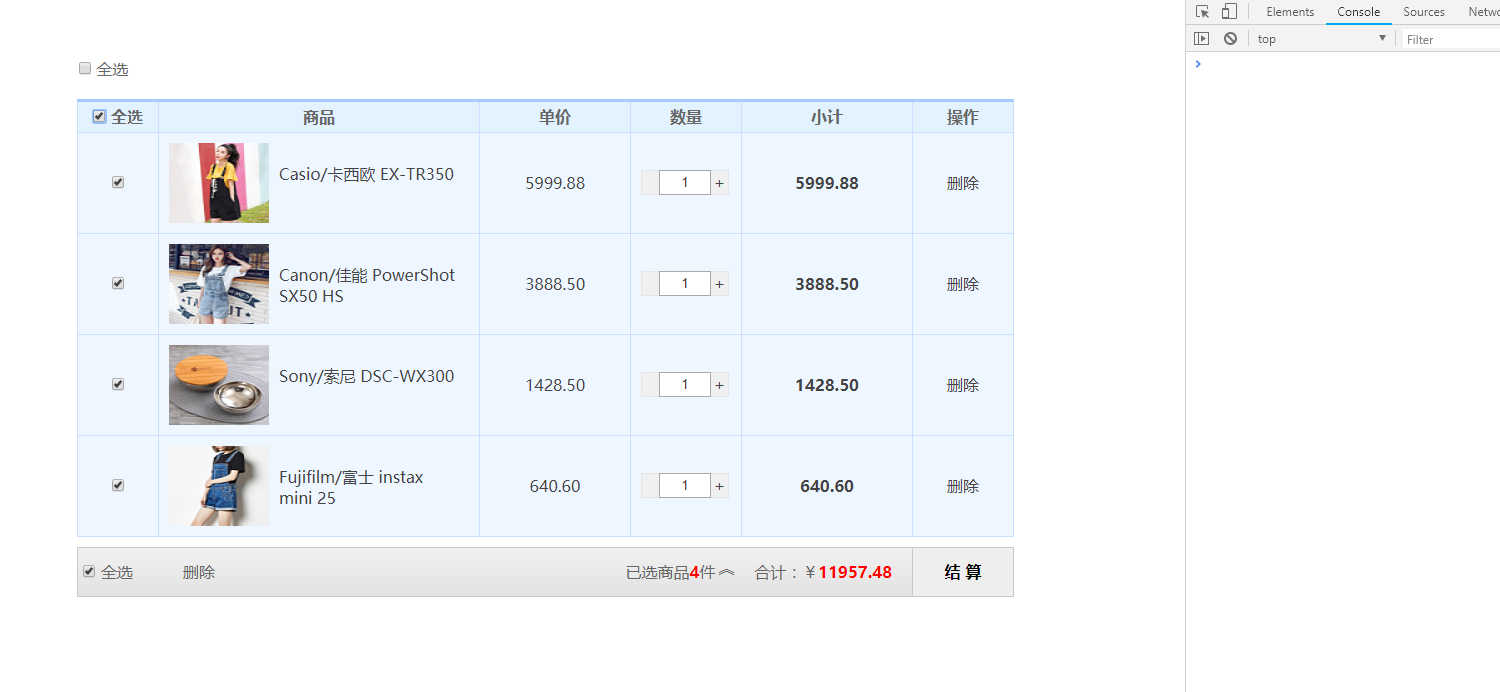 Elements Console Sources Netwo
top ▼ Filter
全选
全选 商品 单价 数量 小计 操作
Casio/卡西欧 EX-TR350 5999.88 1 + 5999.88 删除
Canon/佳能 PowerShot
SX50 HS 3888.50 1 + 3888.50 删除
Sony/索尼 DSC-WX300 1428.50 1 + 1428.50 删除
Fujifilm/富士 instax
mini 25 640.60 1 + 640.60 删除
全选 删除 已选商品4件 合计：￥11957.48 结 算